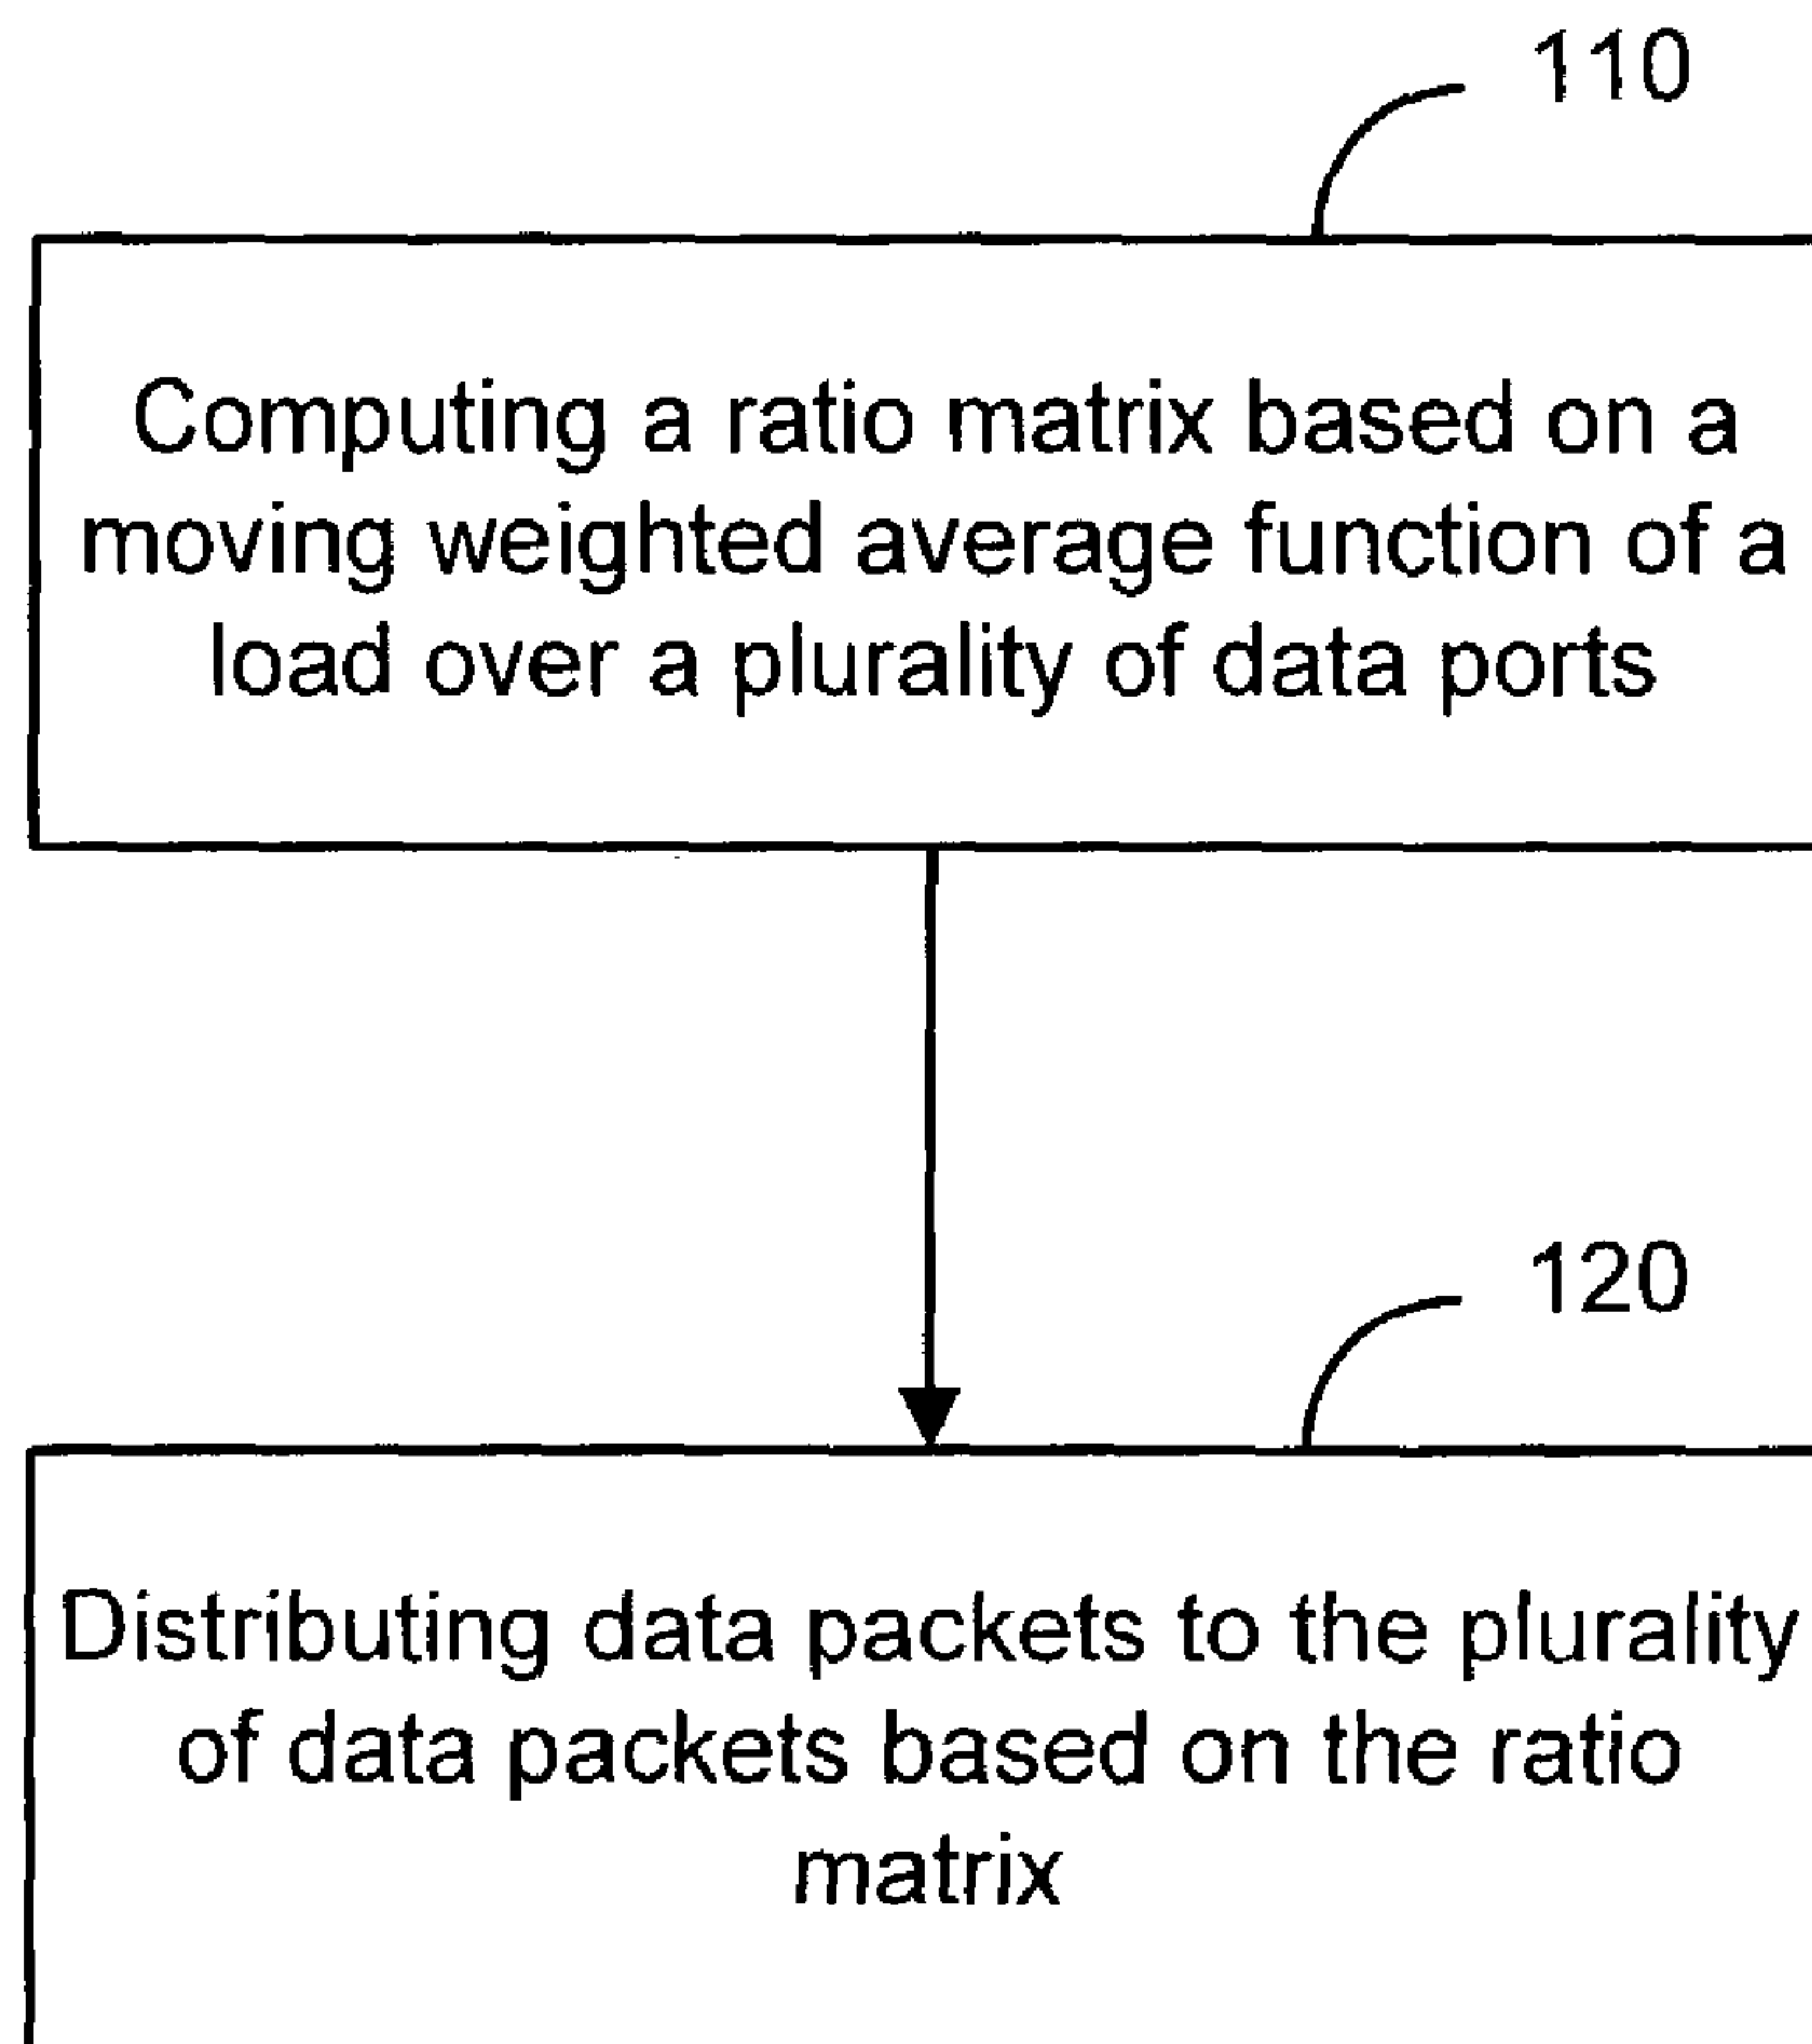 110
Computing a ratio matrix based on a
moving weighted average function of a
load over a plurality of data ports
120
Distributing data packets to the plurality
of data packets based on the ratio
matrix